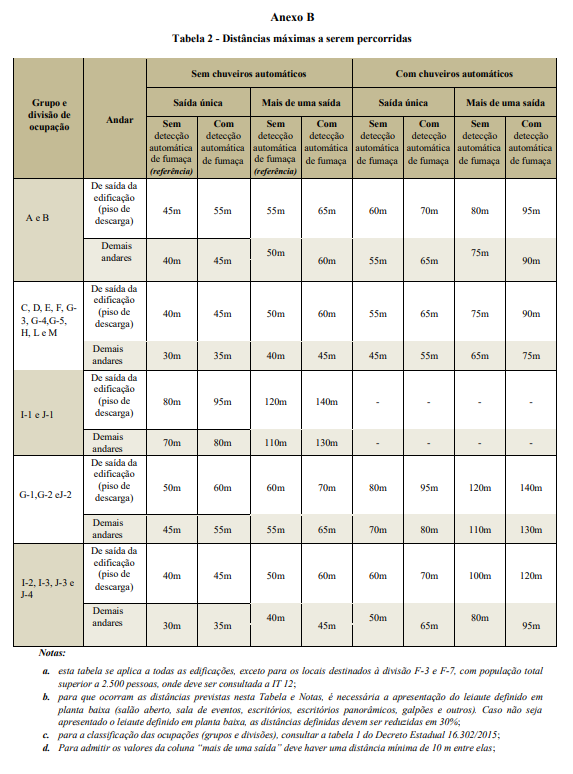 Anexo B
Tabela 2 - Distâncias máximas a serem percorridas
Grupo e
divisão de
ocupação
Andar
Sem chuveiros automáticos
Com chuveiros automáticos
Saída única
Mais de uma saída
Saída única
Mais de uma saída
Sem
detecção
automática
de fumaça
(referência)
Com
detecção
automática
de fumaça
Sem
detecção
automática
de fumaça
(referência)
Com
detecção
automática
de fumaça
Sem
detecção
automática
de fumaça
Com
detecção
automática
de fumaça
Sem
detecção
automática
de fumaça
Com
detecção
automática
de fumaça
A e B
De saída da
edificação
(piso de
descarga)
45m 55m 55m 65m 60m 70m 80m 95m
Demais
andares
40m 45m 50m 60m 55m 65m 75m 90m
C, D, E, F, G-
3, G-4,G-5,
H, L e M
De saída da
edificação
(piso de
descarga)
40m 45m 50m 60m 55m 65m 75m 90m
Demais
andares
30m 35m 40m 45m 45m 55m 65m 75m
I-1 e J-1
De saída da
edificação
(piso de
descarga)
80m 95m 120m 140m - - - -
Demais
andares
70m 80m 110m 130m - - - -
G-1,G-2 eJ-2
De saída da
edificação
(piso de
descarga)
50m 60m 60m 70m 80m 95m 120m 140m
Demais
andares
45m 55m 55m 65m 70m 80m 110m 130m
I-2, I-3, J-3 e
J-4
De saída da
edificação
(piso de
descarga)
40m 45m 50m 60m 60m 70m 100m 120m
Demais
andares
30m 35m 40m 45m 50m 65m 80m 95m
Notas:
a. esta tabela se aplica a todas as edificações, exceto para os locais destinados à divisão F-3 e F-7, com população total
superior a 2.500 pessoas, onde deve ser consultada a IT 12;
b. para que ocorram as distâncias previstas nesta Tabela e Notas, é necessária a apresentação do leiaute definido em
planta baixa (salão aberto, sala de eventos, escritórios, escritórios panorâmicos, galpões e outros). Caso não seja
apresentado o leiaute definido em planta baixa, as distâncias definidas devem ser reduzidas em 30%;
c. para a classificação das ocupações (grupos e divisões), consultar a tabela 1 do Decreto Estadual 16.302/2015;
d. Para admitir os valores da coluna “mais de uma saída” deve haver uma distância mínima de 10 m entre elas;